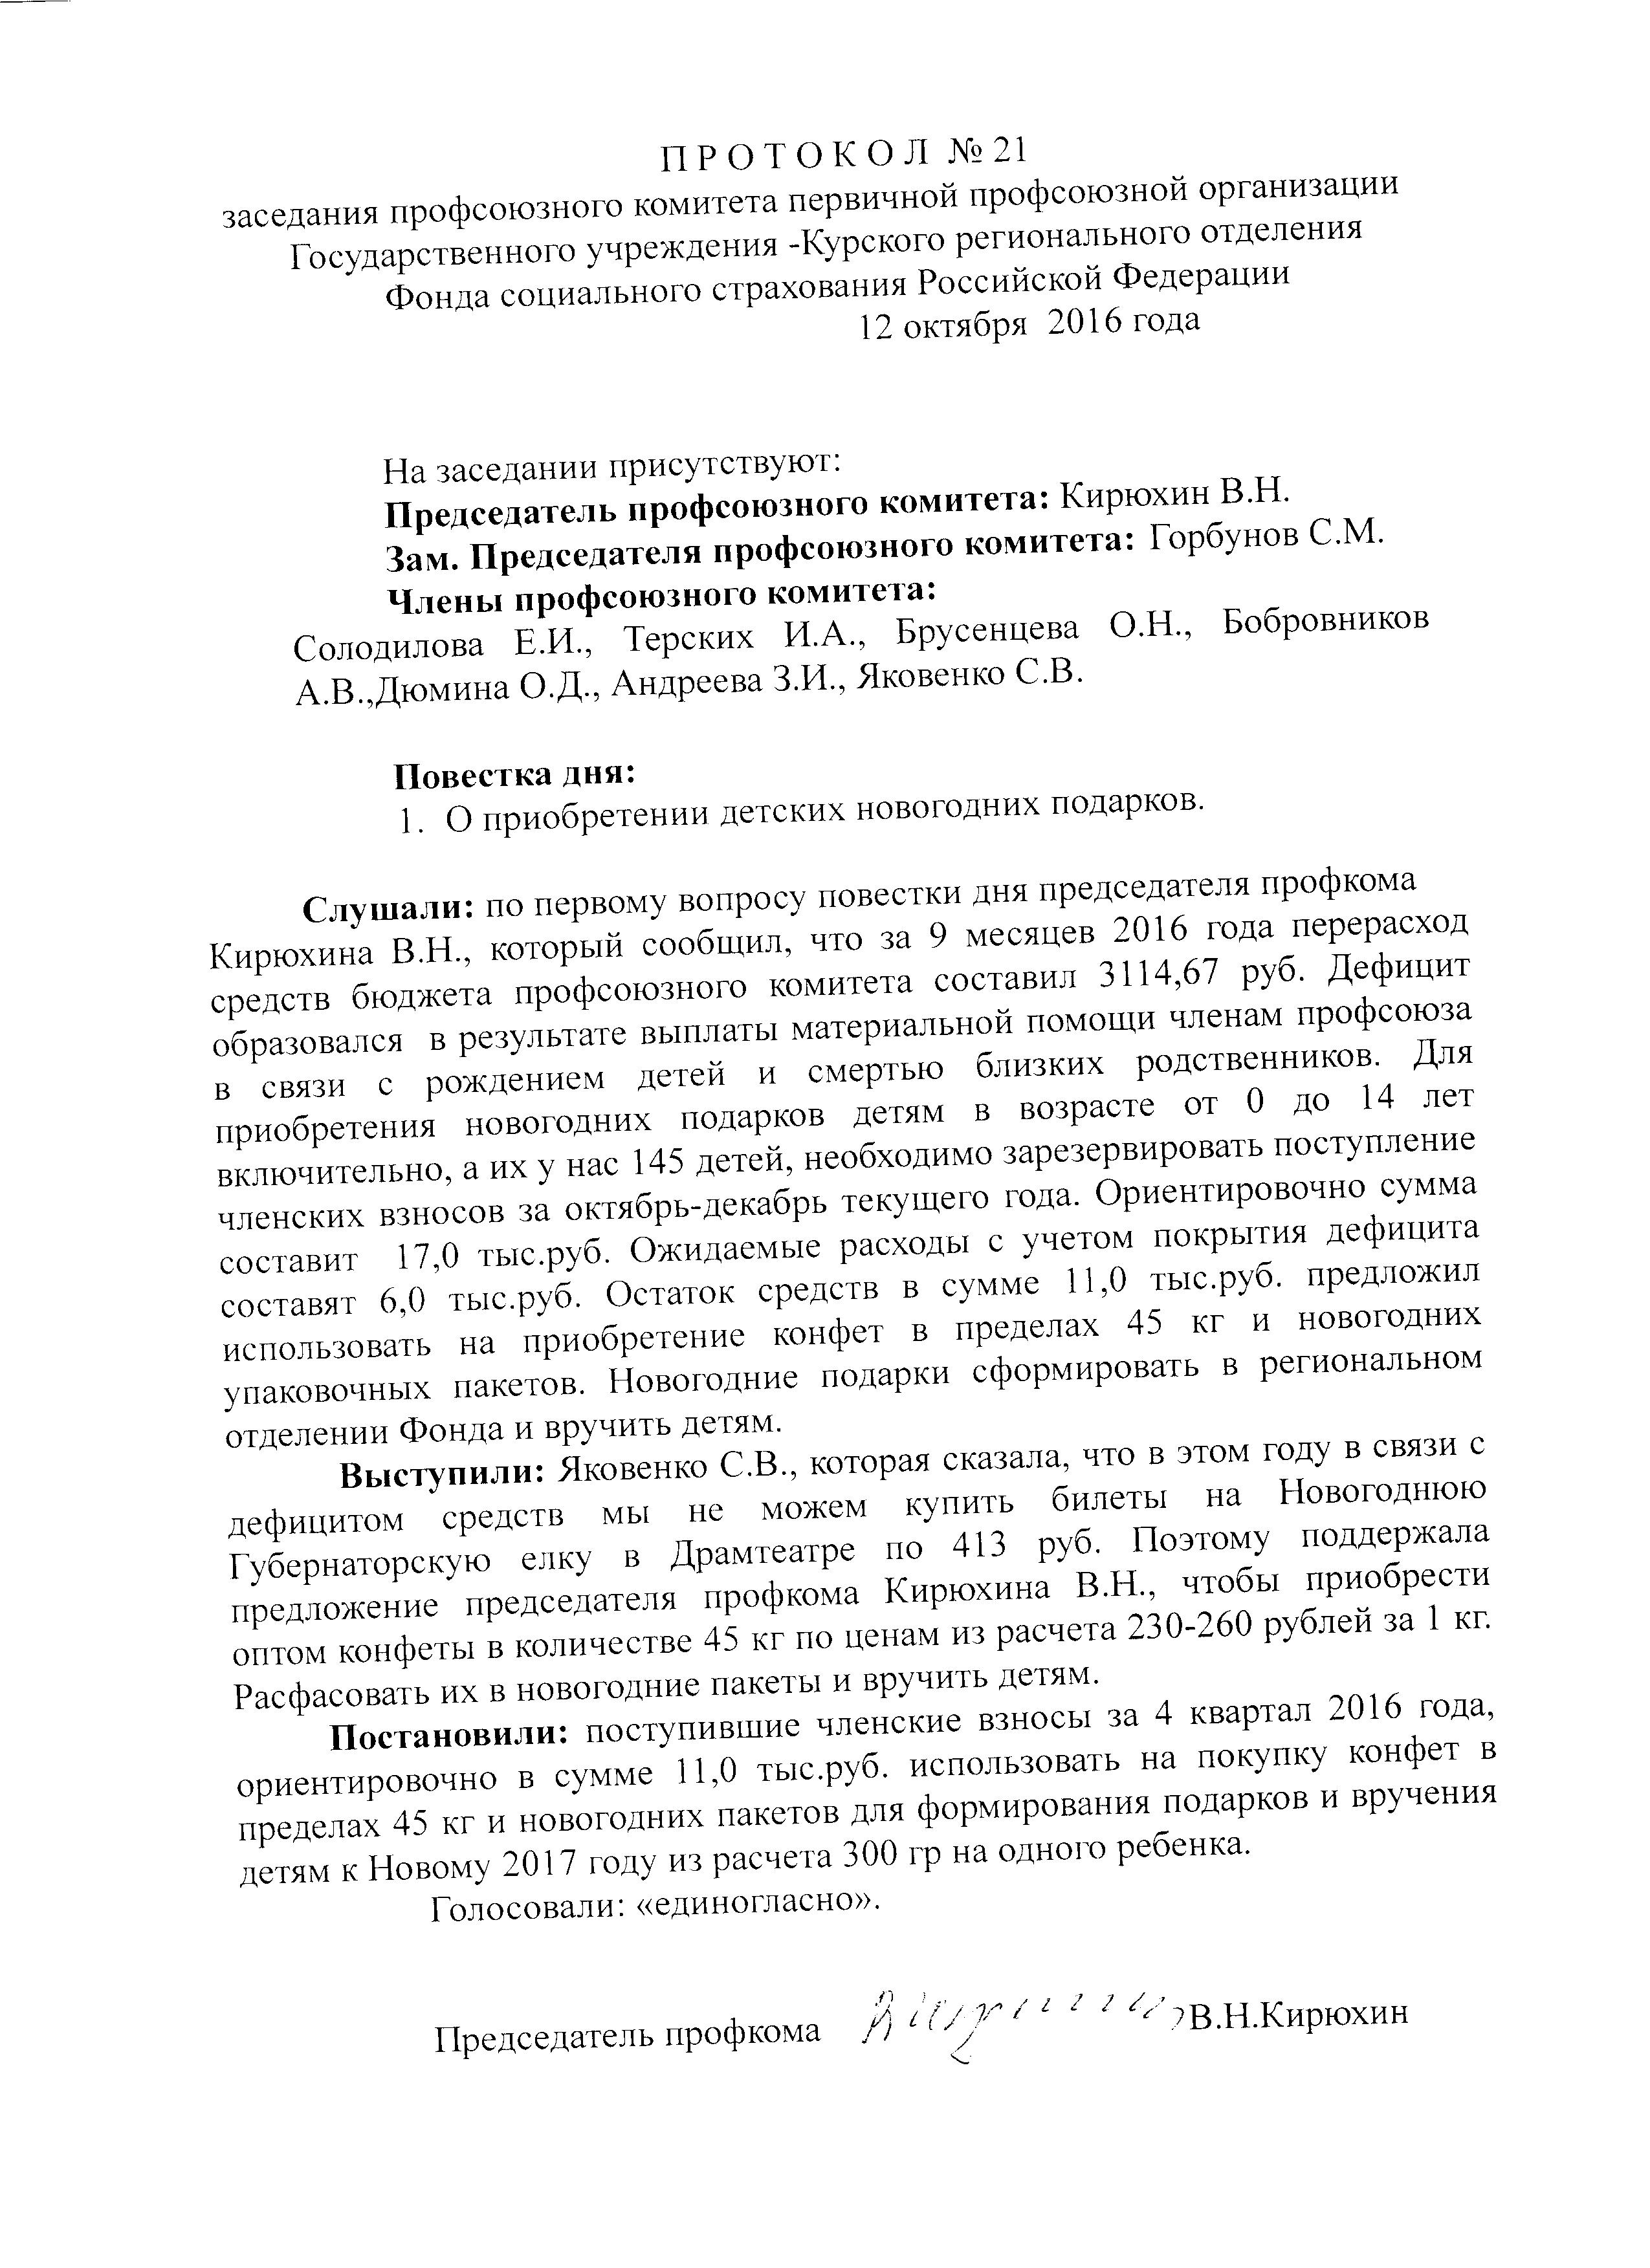 П Р О Т О К О Л № 21
заседания профсоюзного комитета первичной профсоюзной организации
Государственного учреждения -Курского регионального отделения
Фонда социального страхования Российской Федерации
12 октября 2016 года
На заседании присутствуют:
Председатель профсоюзного комитета: Кирюхин В.Н.
Зам. Председателя профсоюзного комитета: Горбунов С.М.
Члены профсоюзного комитета:
Солодилова Е.И., Терских И.А., Брусенцева О.Н., Бобровников
А.В.,Дюмина О.Д., Андреева З.И., Яковенко С.В.
Повестка дня:
1. О приобретении детских новогодних подарков.
Слушали: по первому вопросу повестки дня председателя профкома
Кирюхина В.Н., который сообщил, что за 9 месяцев 2016 года перерасход
средств бюджета профсоюзного комитета составил 3114,67 руб. Дефицит
образовался в результате выплаты материальной помощи членам профсоюза
в связи с рождением детей и смертью близких родственников. Для
приобретения новогодних подарков детям в возрасте от 0 до 14 лет
включительно, а их у нас 145 детей, необходимо зарезервировать поступление
членских взносов за октябрь-декабрь текущего года. Ориентировочно сумма
составит 17,0 тыс.руб. Ожидаемые расходы с учетом покрытия дефицита
составят 6,0 тыс.руб. Остаток средств в сумме 11,0 тыс.руб. предложил
использовать на приобретение конфет в пределах 45 кг и новогодних
упаковочных пакетов. Новогодние подарки сформировать в региональном
отделении Фонда и вручить детям.
Выступили: Яковенко С.В., которая сказала, что в этом году в связи с
дефицитом средств мы не можем купить билеты на Новогоднюю
Губернаторскую елку в Драмтеатре по 413 руб. Поэтому поддержала
предложение председателя профкома Кирюхина В.Н., чтобы приобрести
оптом конфеты в количестве 45 кг по ценам из расчета 230-260 рублей за 1 кг.
Расфасовать их в новогодние пакеты и вручить детям.
Постановили: поступившие членские взносы за 4 квартал 2016 года,
ориентировочно в сумме 11,0 тыс.руб. использовать на покупку конфет в
пределах 45 кг и новогодних пакетов для формирования подарков и вручения
детям к Новому 2017 году из расчета 300 гр на одного ребенка.
Голосовали: «единогласно».
Председатель профкома В.Н.Кирюхин